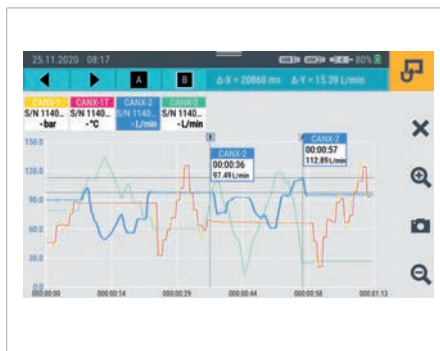 25.11.2020 08:17
80%
A B Δ-X = 20860 ms Δ-Y = 15.39 L/min
CANX-1 CANX-1T CANX-2 CANX-3
S/N 1140... S/N 1140... S/N 1140... S/N 1140...
-bar -°C -L/min -L/min
150.0
120.0
90.0
60.0
30.0
0.0
CANX-2
00:00:36
97.49 L/min
CANX-2
00:00:57
112.89 L/min
000:00:00 000:00:14 000:00:29 000:00:44 000:00:58 000:01:13